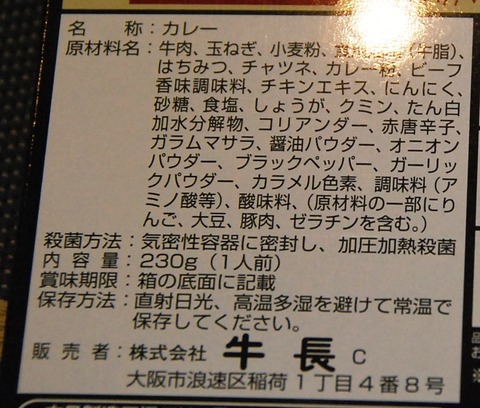 名　称：カレー
原材料名：牛肉、玉ねぎ、小麦粉、食用油脂（牛脂）、
はちみつ、チャツネ、カレー粉、ビーフ
香味調味料、チキンエキス、にんにく、
砂糖、食塩、しょうが、クミン、たん白
加水分解物、コリアンダー、赤唐辛子、
ガラムマサラ、醤油パウダー、オニオン
パウダー、ブラックペッパー、ガーリッ
クパウダー、カラメル色素、調味料（ア
ミノ酸等）、酸味料、（原材料の一部にり
んご、大豆、豚肉、ゼラチンを含む。）
殺菌方法：気密性容器に密封し、加圧加熱殺菌
内容量：230g（1人前）
賞味期限：箱の底面に記載
保存方法：直射日光、高温多湿を避けて常温で
保存してください。
販売者：株式会社 牛長 C
大阪市浪速区稲荷1丁目4番8号